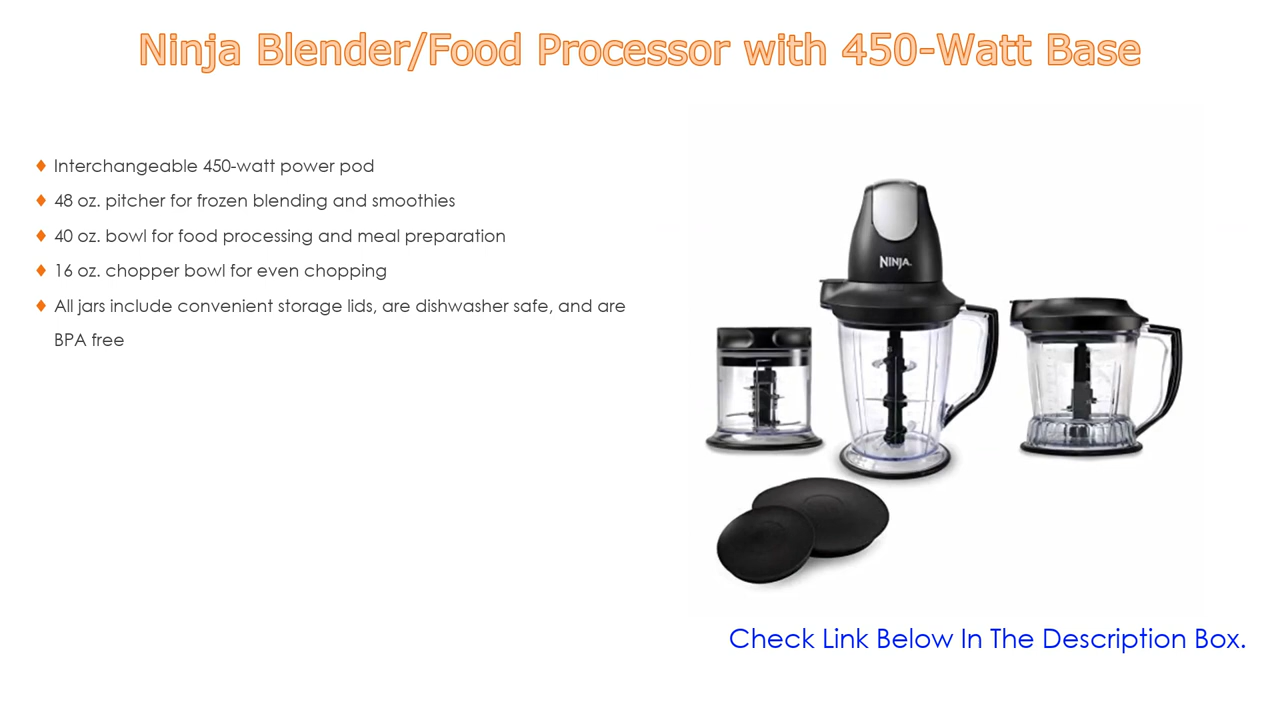 Ninja Blender/Food Processor with 450-Watt Base
♦ Interchangeable 450-watt power pod
♦ 48 oz. pitcher for frozen blending and smoothies
♦ 40 oz. bowl for food processing and meal preparation
♦ 16 oz. chopper bowl for even chopping
♦ All jars include convenient storage lids, are dishwasher safe, and are
BPA free
NINJA
Check Link Below In The Description Box.